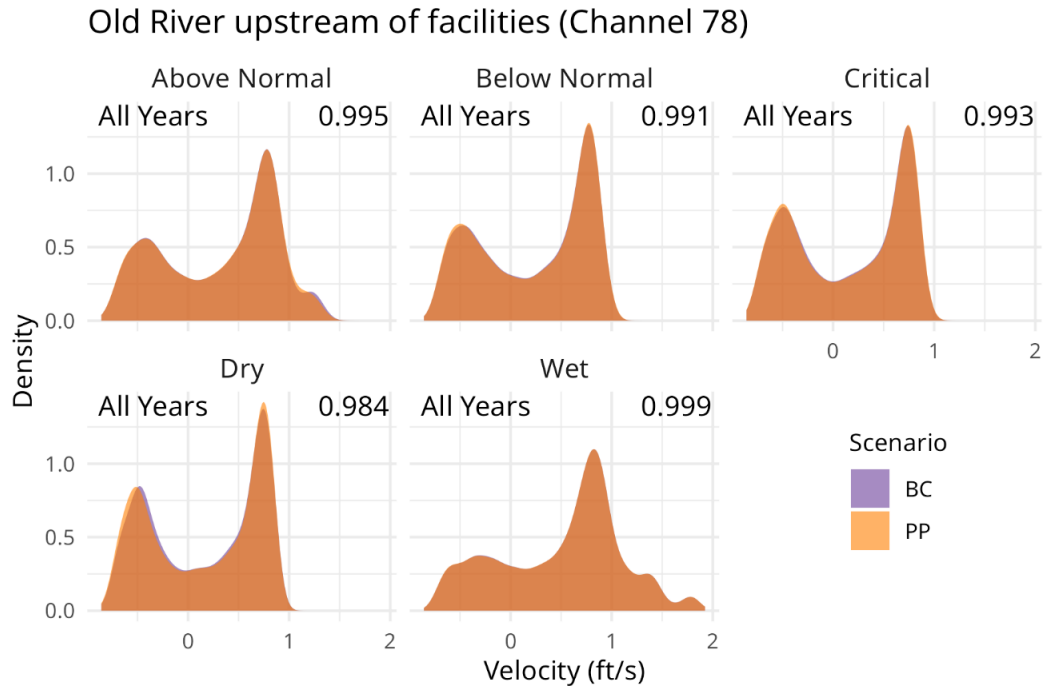 Old River upstream of facilities (Channel 78)
Above Normal
Below Normal
Critical
All Years 0.995
All Years 0.991
All Years 0.993
1.0
0.5
0.0
0 1 2
Dry
Wet
All Years 0.984
All Years 0.999
1.0
0.5
0.0
0 1 2
0 1 2
Density
Velocity (ft/s)
Scenario
BC
PP